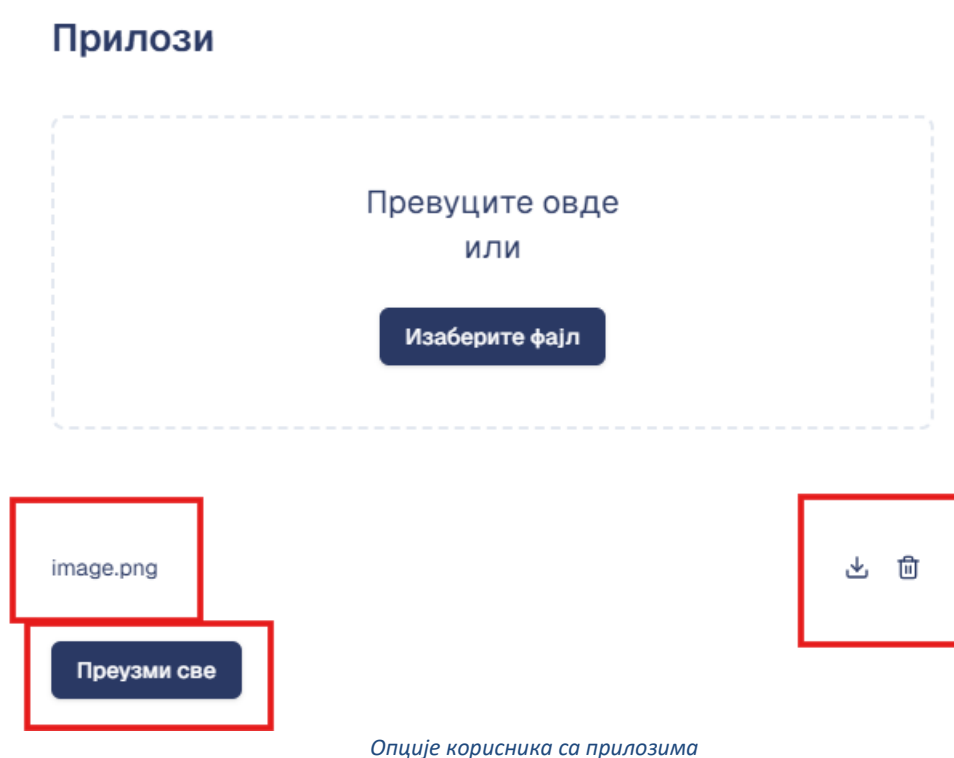 Прилози
Превуците овде
или
Изаберите фајл
image.png
Преузми све
Опције корисника са прилозима